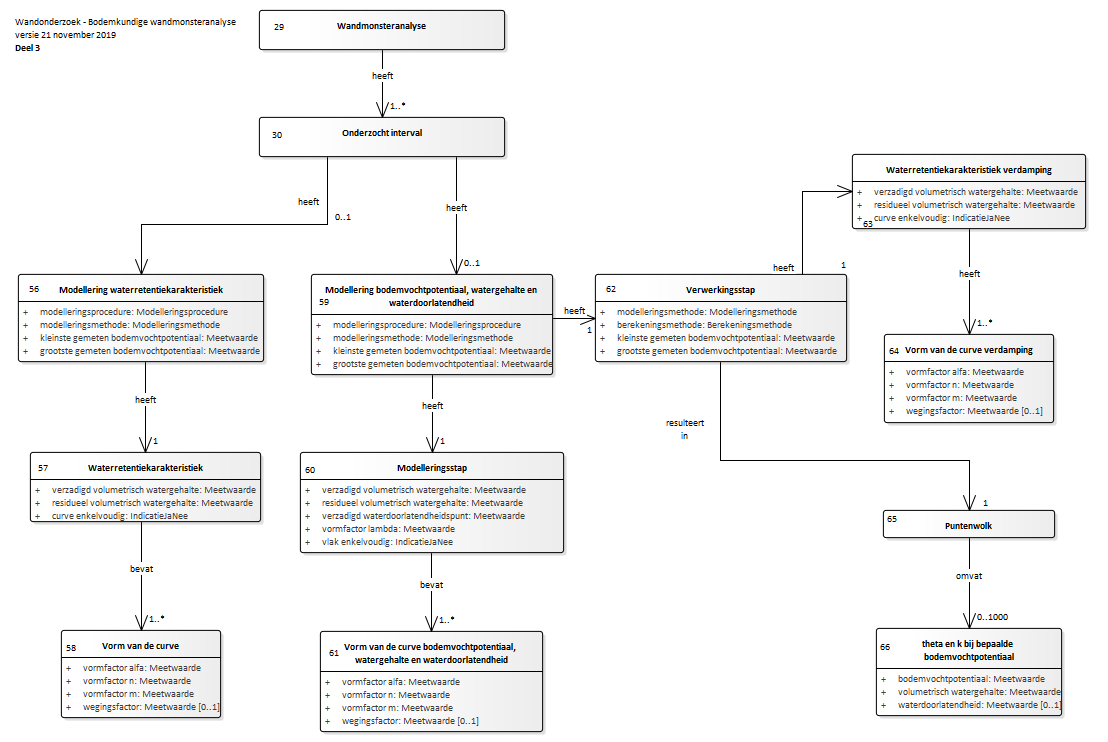 Wandonderzoek - Bodemkundige wandmonsteranalyse
versie 21 november 2019
Deel 3
29
Wandmonsteranalyse
heeft
1..*
30
Onderzocht interval
heeft
0..1
heeft
0..1
56
Modellering waterretentiekarakteristiek
+ modelleringsprocedure: Modelleringsprocedure
+ modelleringsmethode: Modelleringsmethode
+ kleinste gemeten bodemvochtpotentiaal: Meetwaarde
+ grootste gemeten bodemvochtpotentiaal: Meetwaarde
heeft
1
57
Waterretentiekarakteristiek
+ verzadigd volumetrisch watergehalte: Meetwaarde
+ residueel volumetrisch watergehalte: Meetwaarde
+ curve enkelvoudig: IndicatieJaNee
bevat
1..*
58
Vorm van de curve
+ vormfactor alfa: Meetwaarde
+ vormfactor n: Meetwaarde
+ vormfactor m: Meetwaarde
+ wegingsfactor: Meetwaarde [0..1]
59
Modellering bodemvochtpotentiaal, watergehalte en
waterdoorlatendheid
+ modelleringsprocedure: Modelleringsprocedure
+ modelleringsmethode: Modelleringsmethode
+ kleinste gemeten bodemvochtpotentiaal: Meetwaarde
+ grootste gemeten bodemvochtpotentiaal: Meetwaarde
heeft
1
heeft
1
60
Modelleringsstap
+ verzadigd volumetrisch watergehalte: Meetwaarde
+ residueel volumetrisch watergehalte: Meetwaarde
+ verzadigd waterdoorlatendheidspunt: Meetwaarde
+ vormfactor lambda: Meetwaarde
+ vlak enkelvoudig: IndicatieJaNee
bevat
1..*
61
Vorm van de curve bodemvochtpotentiaal,
watergehalte en waterdoorlatendheid
+ vormfactor alfa: Meetwaarde
+ vormfactor n: Meetwaarde
+ vormfactor m: Meetwaarde
+ wegingsfactor: Meetwaarde [0..1]
62
Verwerkingsstap
+ modelleringsmethode: Modelleringsmethode
+ berekeningsmethode: Berekeningsmethode
+ kleinste gemeten bodemvochtpotentiaal: Meetwaarde
+ grootste gemeten bodemvochtpotentiaal: Meetwaarde
heeft
1
Waterretentiekarakteristiek verdamping
+ verzadigd volumetrisch watergehalte: Meetwaarde
+ residueel volumetrisch watergehalte: Meetwaarde
+ curve enkelvoudig: IndicatieJaNee
63
heeft
1..*
64
Vorm van de curve verdamping
+ vormfactor alfa: Meetwaarde
+ vormfactor n: Meetwaarde
+ vormfactor m: Meetwaarde
+ wegingsfactor: Meetwaarde [0..1]
resulteert
in
1
65
Puntenwolk
omvat
0..1000
66
theta en k bij bepaalde
bodemvochtpotentiaal
+ bodemvochtpotentiaal: Meetwaarde
+ volumetrisch watergehalte: Meetwaarde
+ waterdoorlatendheid: Meetwaarde [0..1]